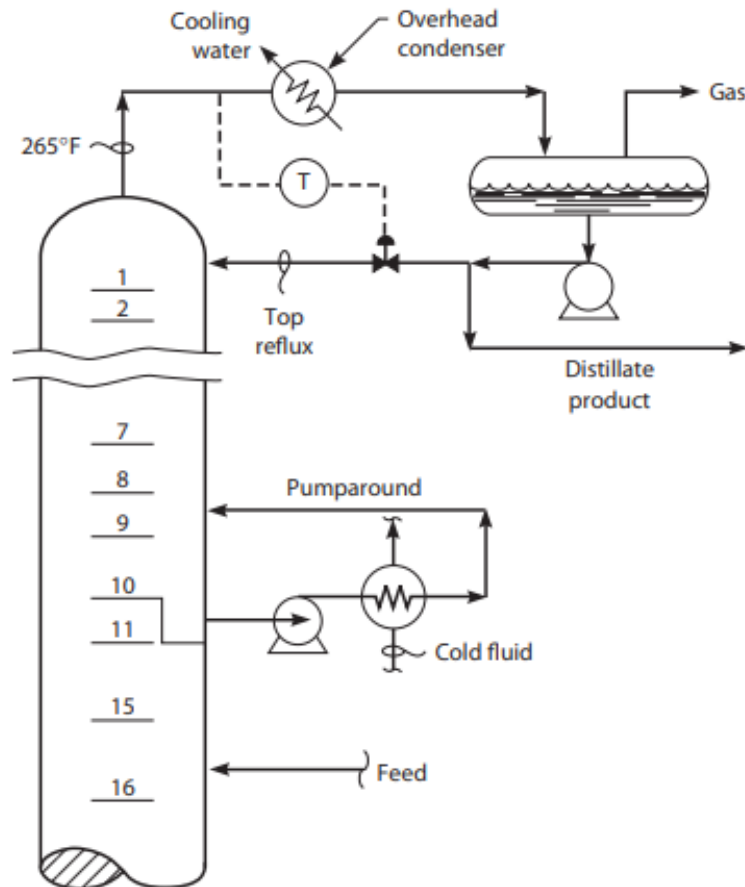 Cooling
water
Overhead
condenser
Gas
265°F
T
1
2
Top
reflux
Distillate
product
7
8
9
Pumparound
10
11
Cold fluid
15
Feed
16